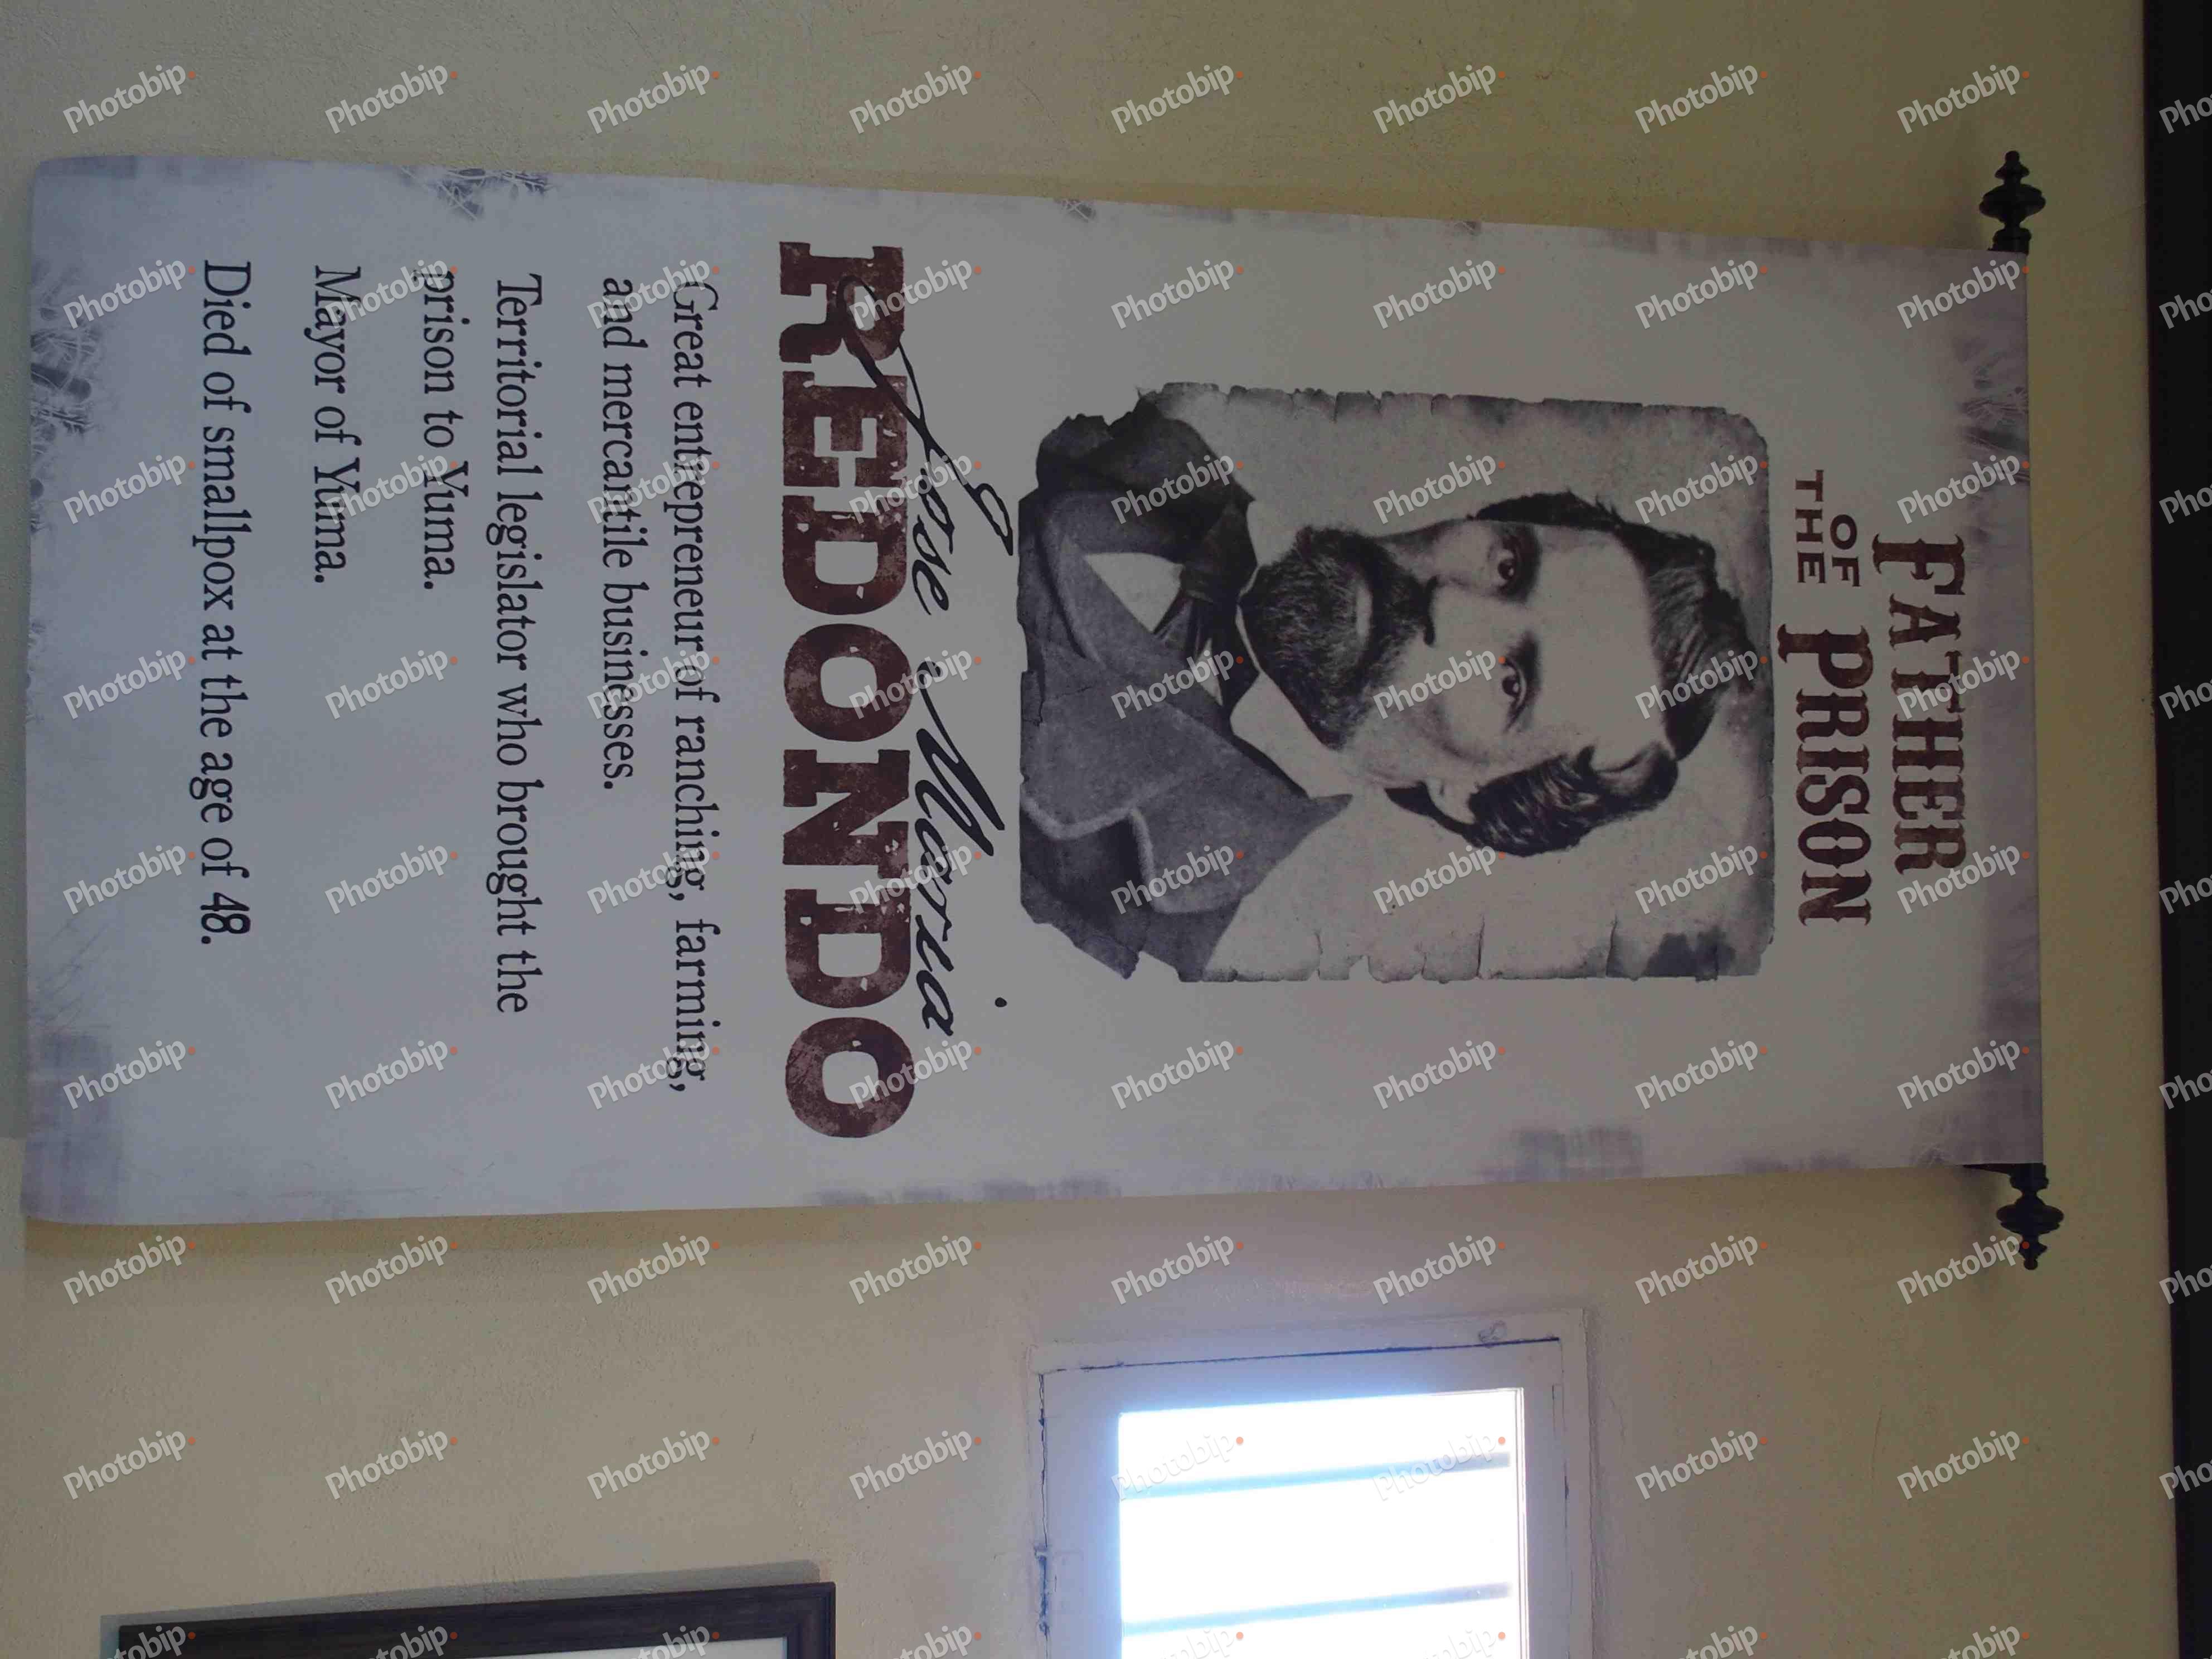 FATHER
OF
THE PRISON
Jose Maria
REDONDO
Great entrepreneur of ranching, farming,
and mercantile businesses.
Territorial legislator who brought the
prison to Yuma.
Mayor of Yuma.
Died of smallpox at the age of 48.
Photobip